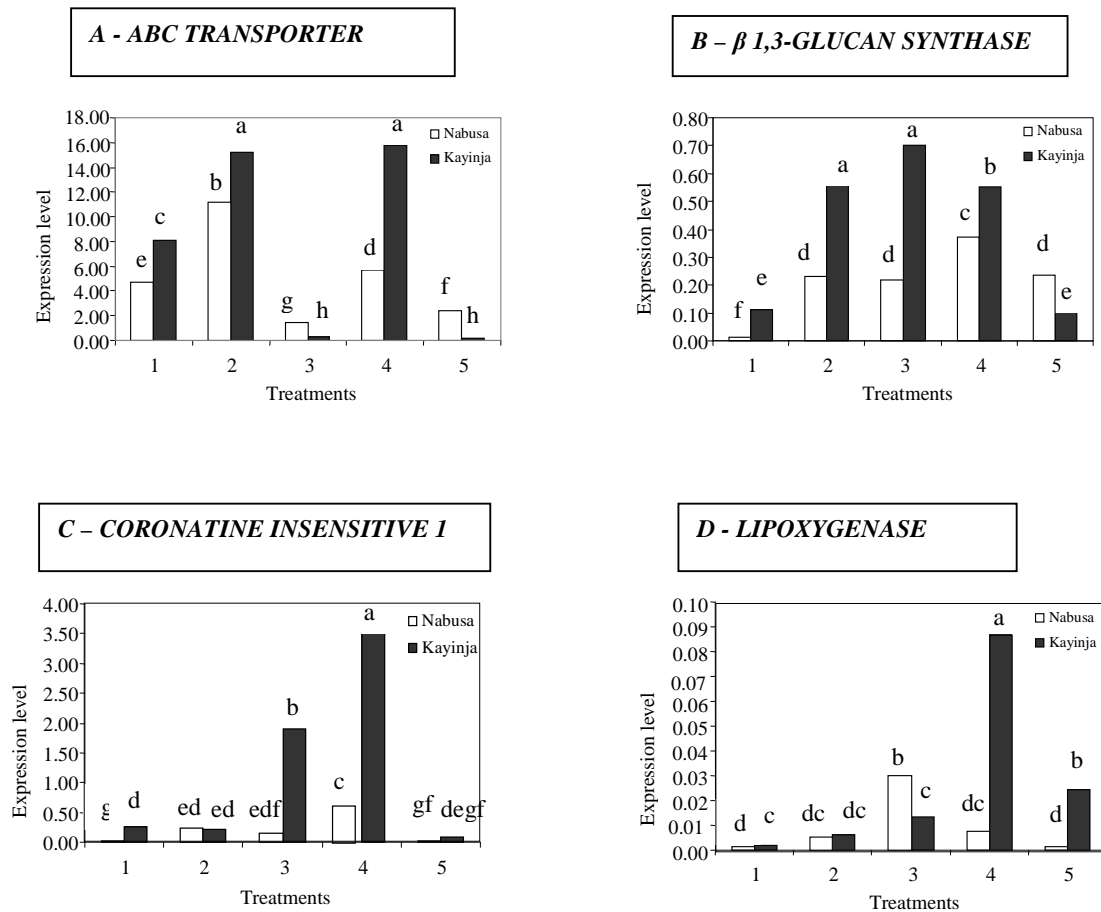 A - ABC TRANSPORTER
18.00
16.00
14.00
12.00
10.00
8.00
6.00
4.00
2.00
0.00
Expression level
Nabusa
Kayinja
e c b a g h d a f h
1 2 3 4 5
Treatments
B – β 1,3-GLUCAN SYNTHASE
0.80
0.70
0.60
0.50
0.40
0.30
0.20
0.10
0.00
Expression level
Nabusa
Kayinja
f e d a d a c b d e
1 2 3 4 5
Treatments
C – CORONATINE INSENSITIVE 1
4.00
3.50
3.00
2.50
2.00
1.50
1.00
0.50
0.00
Expression level
Nabusa
Kayinja
g d ed ed edf b c a gf degf
1 2 3 4 5
Treatments
D - LIPOXYGENASE
0.10
0.09
0.08
0.07
0.06
0.05
0.04
0.03
0.02
0.01
0.00
Expression level
Nabusa
Kayinja
d c dc dc b c dc a d b
1 2 3 4 5
Treatments